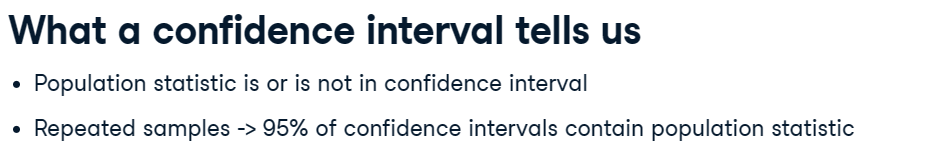 What a confidence interval tells us
• Population statistic is or is not in confidence interval
• Repeated samples -> 95% of confidence intervals contain population statistic